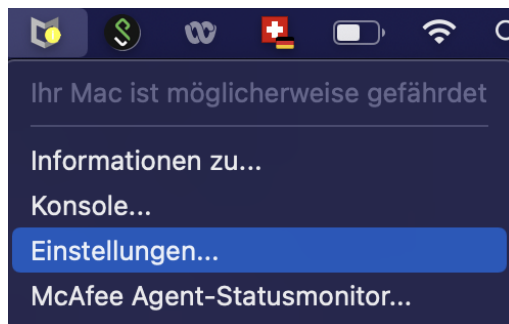 Ihr Mac ist möglicherweise gefährdet
Informationen zu...
Konsole...
Einstellungen...
McAfee Agent-Statusmonitor...